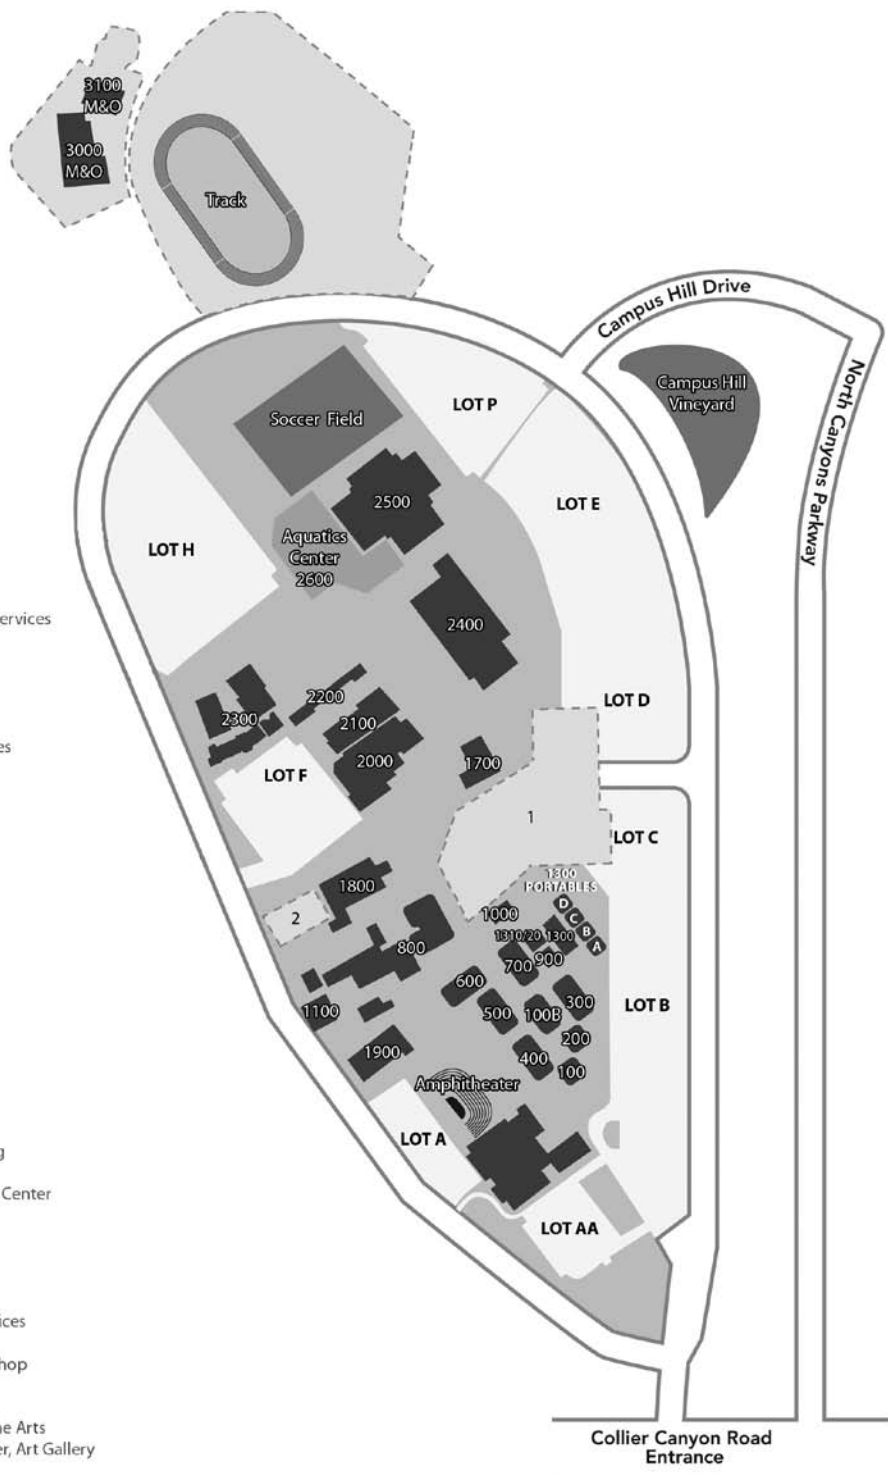 3100
M&O
3000
M&O
Track
Campus Hill Drive
North Canyons Parkway
Campus Hill
Vineyard
LOT P
Soccer Field
2500
LOT E
Aquatics
Center
2600
LOT H
2400
ervices
2200
LOT D
2300
2100
es
2000
1700
LOT F
1
LOT C
1300
PORTABLES
1800
D
C
B
A
2
1000
1310/20
1300
800
700
900
600
300
LOT B
1100
500
100B
200
1900
400
100
Amphitheater
LOT A
g
Center
LOT AA
ices
hop
ne Arts
er, Art Gallery
Collier Canyon Road
Entrance